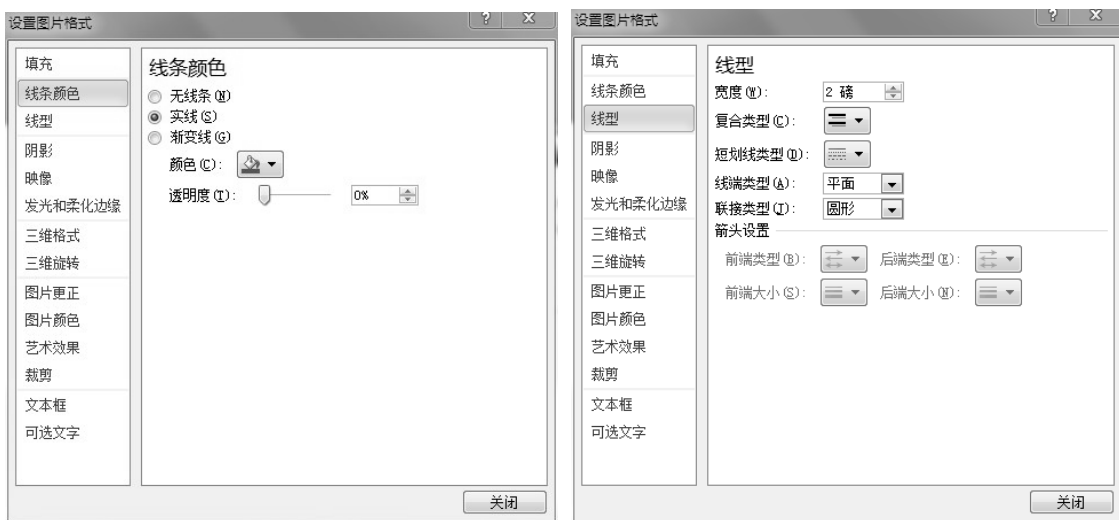 设置图片格式
填充
线条颜色
线型
阴影
映像
发光和柔化边缘
三维格式
三维旋转
图片更正
图片颜色
艺术效果
裁剪
文本框
可选文字
线条颜色
无线条(N)
实线(S)
渐变线(G)
颜色(C):
透明度(T): 0%
关闭
设置图片格式
填充
线条颜色
线型
阴影
映像
发光和柔化边缘
三维格式
三维旋转
图片更正
图片颜色
艺术效果
裁剪
文本框
可选文字
线型
宽度(W): 2 磅
复合类型(C):
短划线类型(D):
线端类型(A): 平面
联接类型(J): 圆形
箭头设置
前端类型(B): 后端类型(E):
前端大小(S): 后端大小(N):
关闭